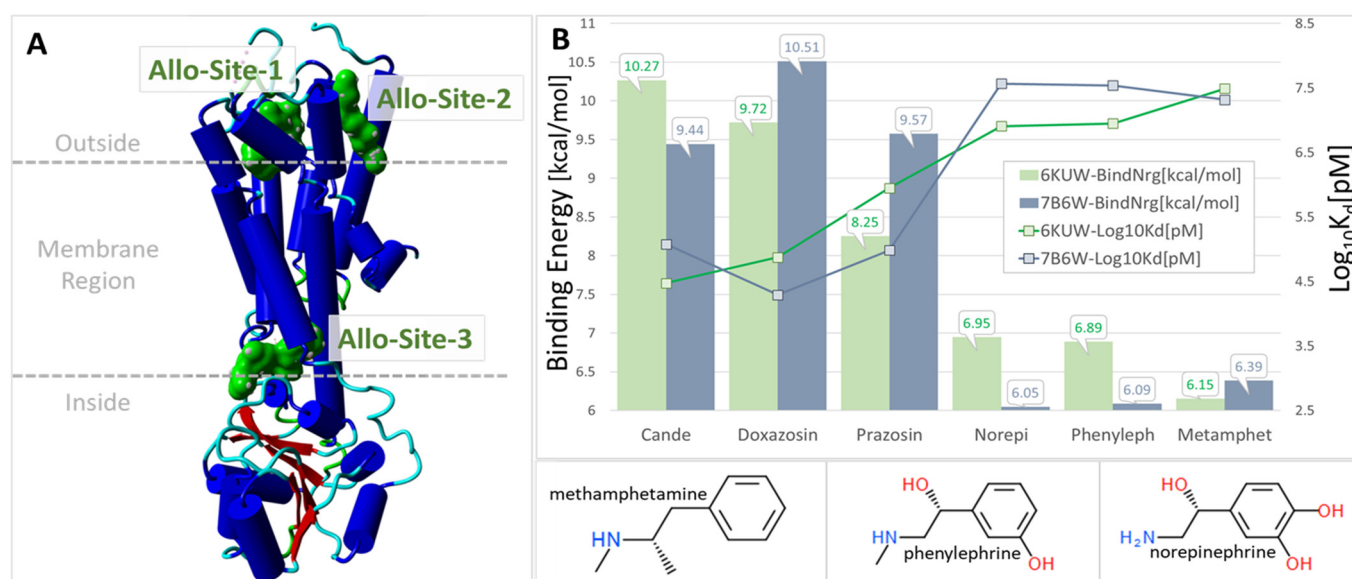 A
Allo-Site-1
Allo-Site-2
Outside
Membrane
Region
Allo-Site-3
Inside
B
Binding Energy [kcal/mol]
11
10.5
10
9.5
9
8.5
8
7.5
7
6.5
6
10.27
9.44
9.72
10.51
8.25
9.57
6.95
6.05
6.89
6.09
6.15
6.39
6KUW-BindNrg[kcal/mol]
7B6W-BindNrg[kcal/mol]
6KUW-Log10Kd[pM]
7B6W-Log10Kd[pM]
8.5
7.5
6.5
5.5
4.5
3.5
2.5
Log10Kd[pM]
Cande Doxazosin Prazosin Norepi Phenyleph Metamphet
methamphetamine
HN
HO
HN
phenylephrine
OH
HO
OH
H2N
norepinephrine
OH